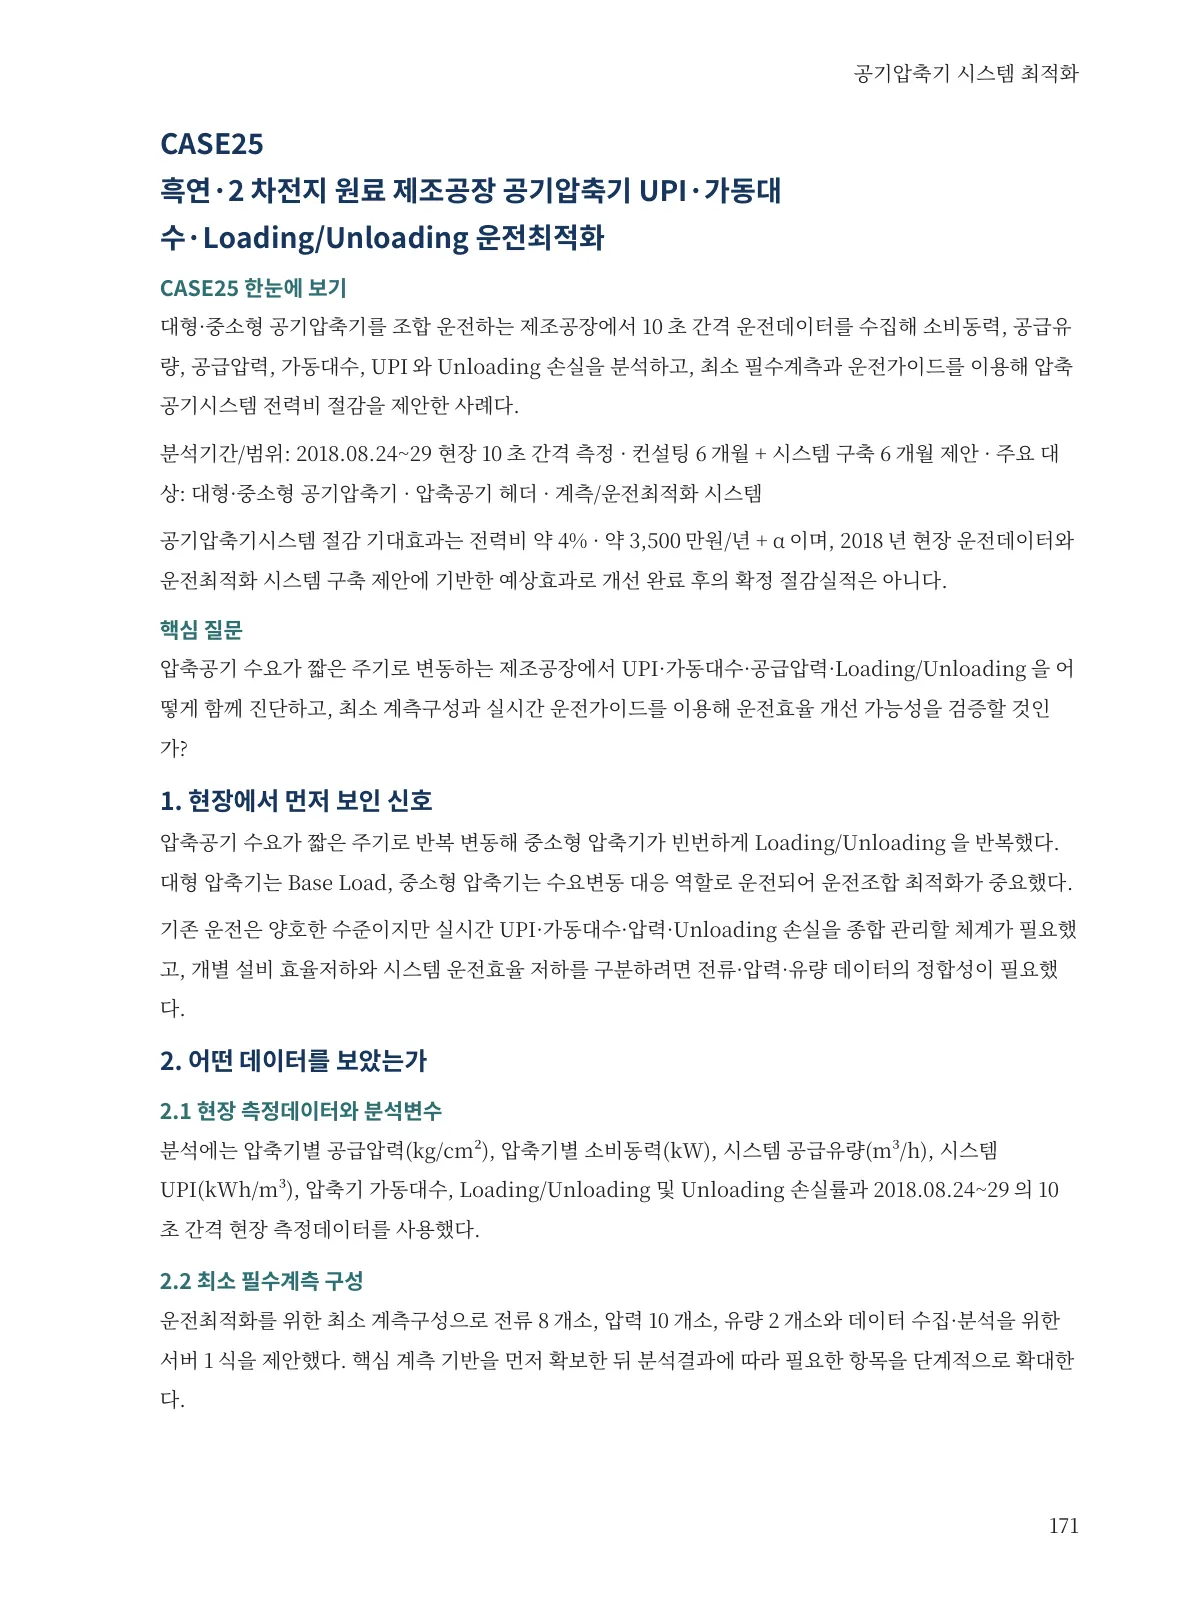 공기압축기 시스템 최적화
CASE25
흑연·2 차전지 원료 제조공장 공기압축기 UPI·가동대
수·Loading/Unloading 운전최적화
CASE25 한눈에 보기
대형·중소형 공기압축기를 조합 운전하는 제조공장에서 10 초 간격 운전데이터를 수집해 소비동력, 공급유
량, 공급압력, 가동대수, UPI 와 Unloading 손실을 분석하고, 최소 필수계측과 운전가이드를 이용해 압축
공기시스템 전력비 절감을 제안한 사례다.
분석기간/범위: 2018.08.24~29 현장 10 초 간격 측정 · 컨설팅 6 개월 + 시스템 구축 6 개월 제안 · 주요 대
상: 대형·중소형 공기압축기 · 압축공기 헤더 · 계측/운전최적화 시스템
공기압축기시스템 절감 기대효과는 전력비 약 4% · 약 3,500 만원/년 + α 이며, 2018 년 현장 운전데이터와
운전최적화 시스템 구축 제안에 기반한 예상효과로 개선 완료 후의 확정 절감실적은 아니다.
핵심 질문
압축공기 수요가 짧은 주기로 변동하는 제조공장에서 UPI·가동대수·공급압력·Loading/Unloading 을 어
떻게 함께 진단하고, 최소 계측구성과 실시간 운전가이드를 이용해 운전효율 개선 가능성을 검증할 것인
가?
1. 현장에서 먼저 보인 신호
압축공기 수요가 짧은 주기로 반복 변동해 중소형 압축기가 빈번하게 Loading/Unloading 을 반복했다.
대형 압축기는 Base Load, 중소형 압축기는 수요변동 대응 역할로 운전되어 운전조합 최적화가 중요했다.
기존 운전은 양호한 수준이지만 실시간 UPI·가동대수·압력·Unloading 손실을 종합 관리할 체계가 필요했
고, 개별 설비 효율저하와 시스템 운전효율 저하를 구분하려면 전류·압력·유량 데이터의 정합성이 필요했
다.
2. 어떤 데이터를 보았는가
2.1 현장 측정데이터와 분석변수
분석에는 압축기별 공급압력(kg/cm²), 압축기별 소비동력(kW), 시스템 공급유량(m³/h), 시스템
UPI(kWh/m³), 압축기 가동대수, Loading/Unloading 및 Unloading 손실률과 2018.08.24~29 의 10
초 간격 현장 측정데이터를 사용했다.
2.2 최소 필수계측 구성
운전최적화를 위한 최소 계측구성으로 전류 8 개소, 압력 10 개소, 유량 2 개소와 데이터 수집·분석을 위한
서버 1 식을 제안했다. 핵심 계측 기반을 먼저 확보한 뒤 분석결과에 따라 필요한 항목을 단계적으로 확대한
다.
171